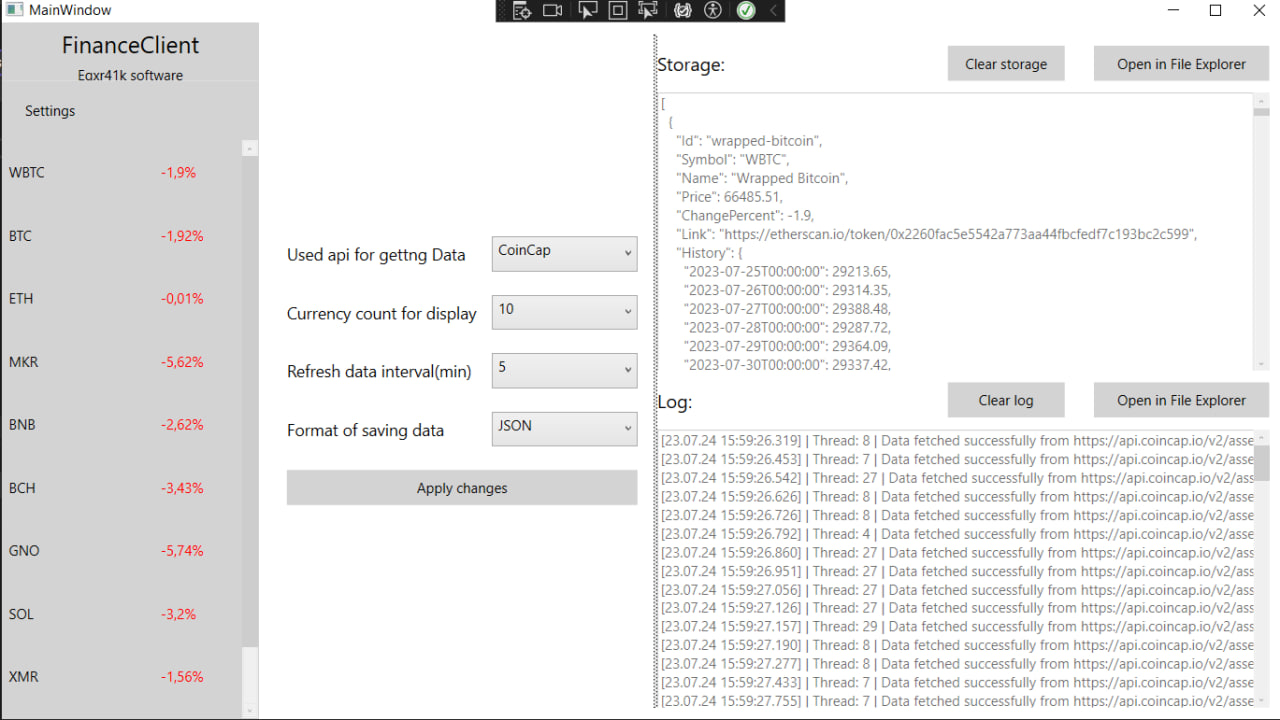 MainWindow
FinanceClient
Eqxr41k software
Settings
WBTC -1,9%
BTC -1,92%
ETH -0,01%
MKR -5,62%
BNB -2,62%
BCH -3,43%
GNO -5,74%
SOL -3,2%
XMR -1,56%
Used api for gettng Data CoinCap
Currency count for display 10
Refresh data interval(min) 5
Format of saving data JSON
Apply changes
Storage: Clear storage Open in File Explorer
[
{
"Id": "wrapped-bitcoin",
"Symbol": "WBTC",
"Name": "Wrapped Bitcoin",
"Price": 66485.51,
"ChangePercent": -1.9,
"Link": "https://etherscan.io/token/0x2260fac5e5542a773aa44fbcfedf7c193bc2c599",
"History": {
"2023-07-25T00:00:00": 29213.65,
"2023-07-26T00:00:00": 29314.35,
"2023-07-27T00:00:00": 29388.48,
"2023-07-28T00:00:00": 29287.72,
"2023-07-29T00:00:00": 29364.09,
"2023-07-30T00:00:00": 29337.42,
Log: Clear log Open in File Explorer
[23.07.24 15:59:26.319] | Thread: 8 | Data fetched successfully from https://api.coincap.io/v2/asse
[23.07.24 15:59:26.453] | Thread: 7 | Data fetched successfully from https://api.coincap.io/v2/asse
[23.07.24 15:59:26.542] | Thread: 27 | Data fetched successfully from https://api.coincap.io/v2/ass
[23.07.24 15:59:26.626] | Thread: 8 | Data fetched successfully from https://api.coincap.io/v2/asse
[23.07.24 15:59:26.726] | Thread: 8 | Data fetched successfully from https://api.coincap.io/v2/asse
[23.07.24 15:59:26.792] | Thread: 4 | Data fetched successfully from https://api.coincap.io/v2/asse
[23.07.24 15:59:26.860] | Thread: 27 | Data fetched successfully from https://api.coincap.io/v2/ass
[23.07.24 15:59:26.951] | Thread: 27 | Data fetched successfully from https://api.coincap.io/v2/ass
[23.07.24 15:59:27.056] | Thread: 27 | Data fetched successfully from https://api.coincap.io/v2/ass
[23.07.24 15:59:27.126] | Thread: 27 | Data fetched successfully from https://api.coincap.io/v2/ass
[23.07.24 15:59:27.157] | Thread: 29 | Data fetched successfully from https://api.coincap.io/v2/ass
[23.07.24 15:59:27.190] | Thread: 8 | Data fetched successfully from https://api.coincap.io/v2/asse
[23.07.24 15:59:27.277] | Thread: 8 | Data fetched successfully from https://api.coincap.io/v2/asse
[23.07.24 15:59:27.433] | Thread: 7 | Data fetched successfully from https://api.coincap.io/v2/asse
[23.07.24 15:59:27.755] | Thread: 7 | Data fetched successfully from https://api.coincap.io/v2/asse